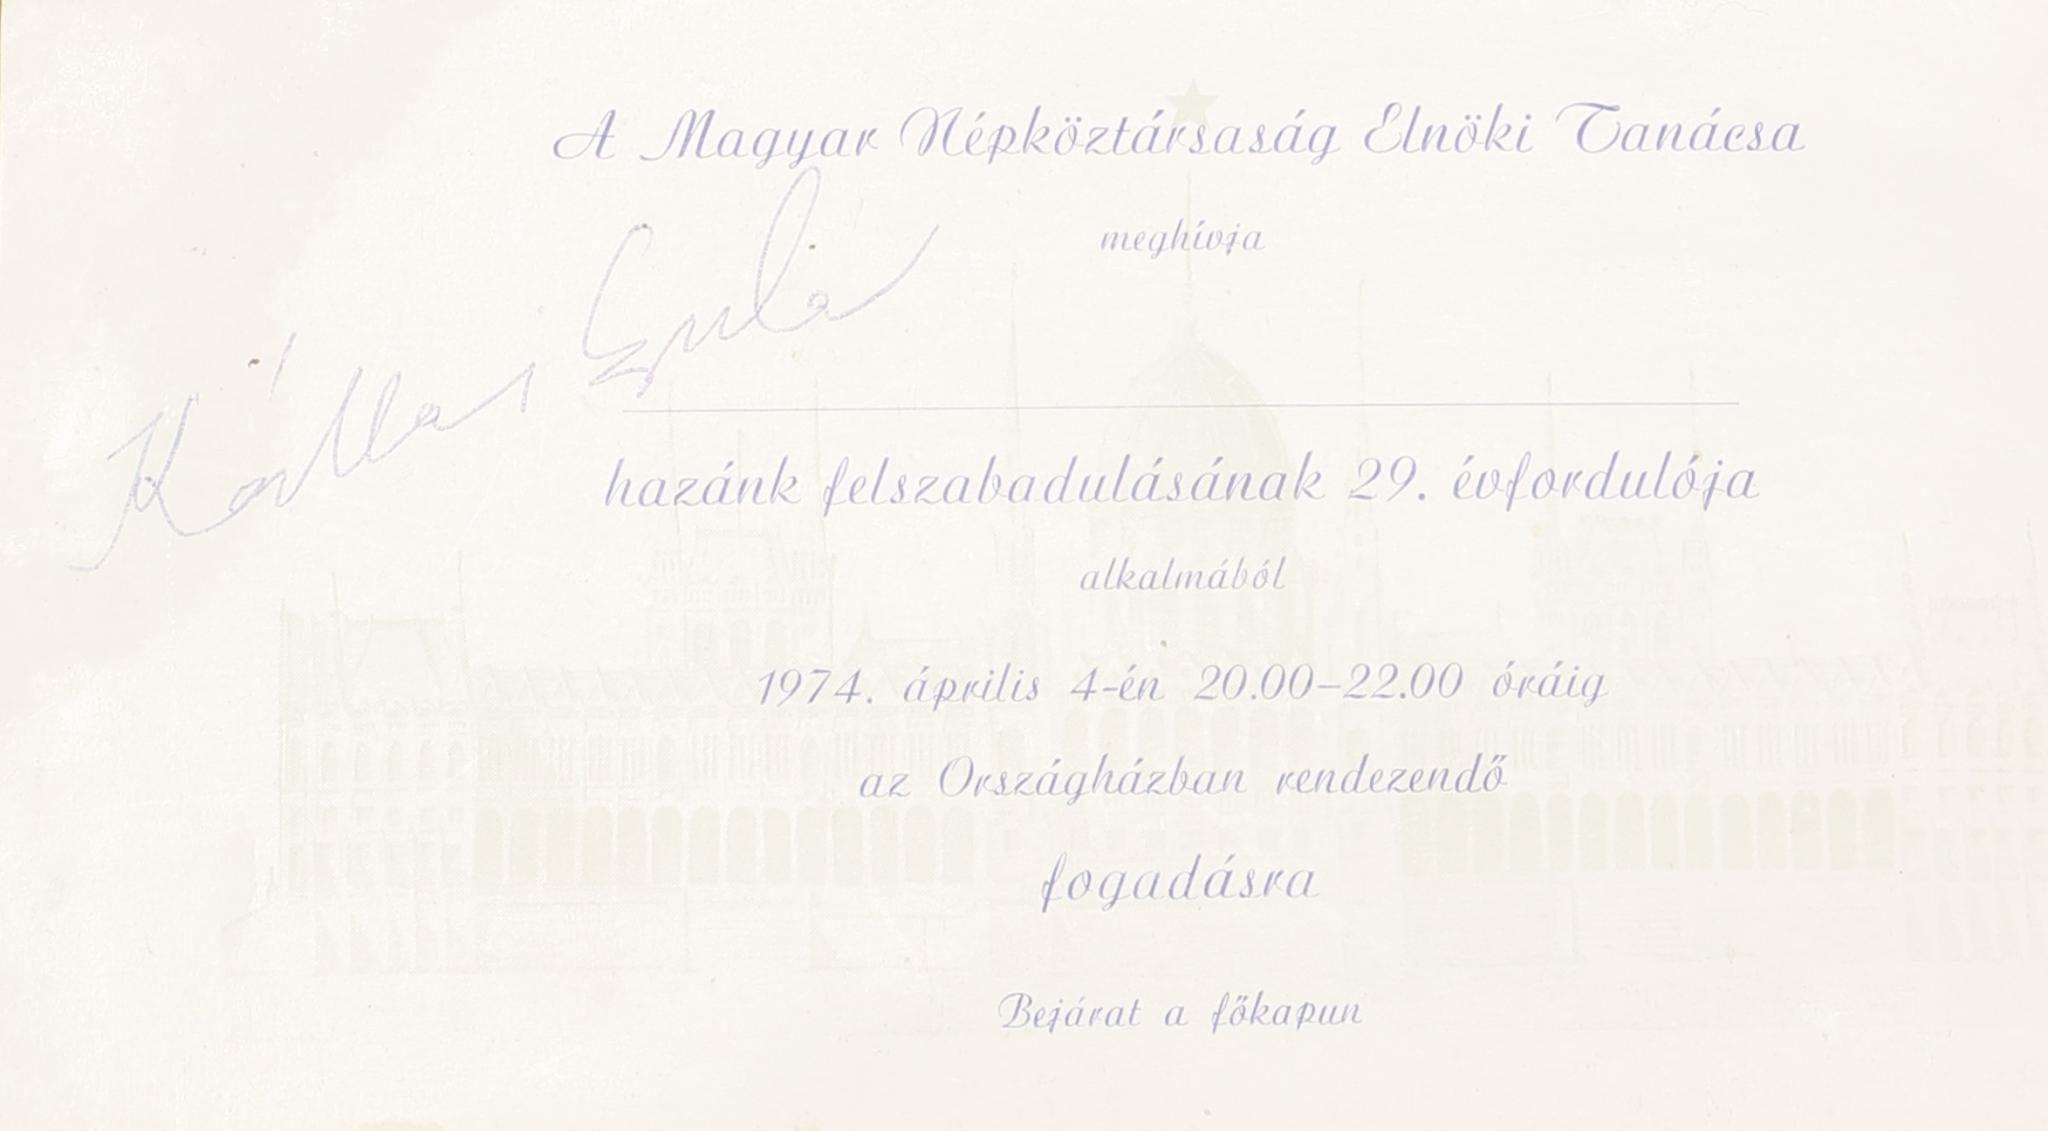 A Magyar Népköztársaság Elnöki Tanácsa
meghívja
Kállai Gyula
hazánk felszabadulásának 29. évfordulója
alkalmából
1974. április 4-én 20.00–22.00 óráig
az Országházban rendezendő
fogadásra
Bejárat a főkapun